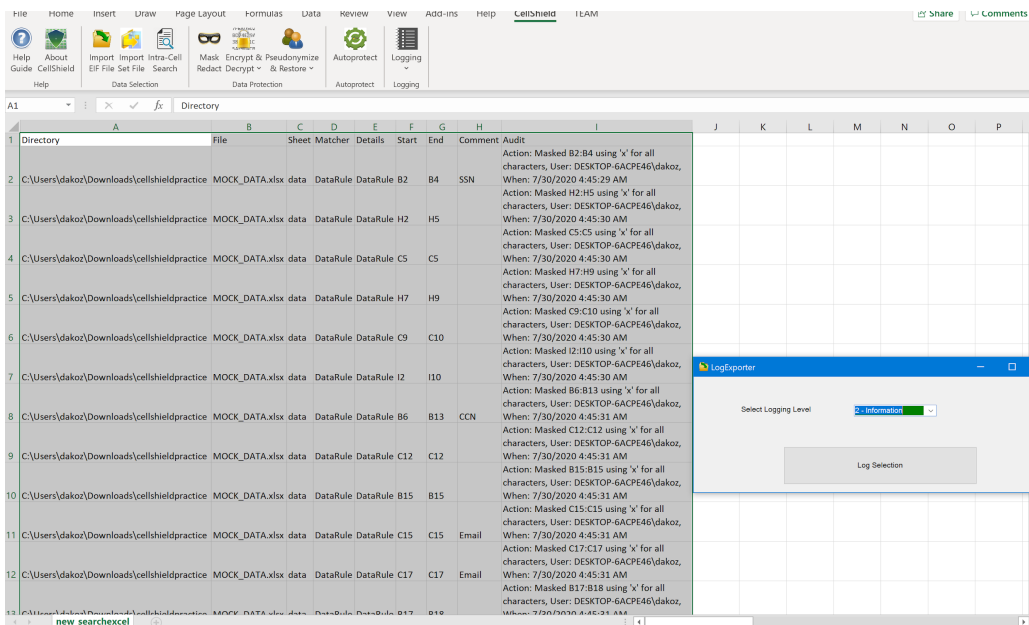 File Home Insert Draw Page Layout Formulas Data Review View Add-ins Help CellShield TEAM Share Comments
Help Guide
About CellShield
Import EIF File
Import Set File
Intra-Cell Search
Mask Redact
Encrypt & Decrypt
Pseudonymize & Restore
Autoprotect
Logging
Help Data Selection Data Protection Autoprotect Logging
A1 fx Directory
A B C D E F G H I J K L M N O P
1 Directory File Sheet Matcher Details Start End Comment Audit
Action: Masked B2:B4 using 'x' for all
characters, User: DESKTOP-6ACPE46\dakoz,
2 C:\Users\dakoz\Downloads\cellshieldpractice MOCK_DATA.xlsx data DataRule DataRule B2 B4 SSN When: 7/30/2020 4:45:29 AM
Action: Masked H2:H5 using 'x' for all
characters, User: DESKTOP-6ACPE46\dakoz,
3 C:\Users\dakoz\Downloads\cellshieldpractice MOCK_DATA.xlsx data DataRule DataRule H2 H5 When: 7/30/2020 4:45:30 AM
Action: Masked C5:C5 using 'x' for all
characters, User: DESKTOP-6ACPE46\dakoz,
4 C:\Users\dakoz\Downloads\cellshieldpractice MOCK_DATA.xlsx data DataRule DataRule C5 C5 When: 7/30/2020 4:45:30 AM
Action: Masked H7:H9 using 'x' for all
characters, User: DESKTOP-6ACPE46\dakoz,
5 C:\Users\dakoz\Downloads\cellshieldpractice MOCK_DATA.xlsx data DataRule DataRule H7 H9 When: 7/30/2020 4:45:30 AM
Action: Masked C9:C10 using 'x' for all
characters, User: DESKTOP-6ACPE46\dakoz,
6 C:\Users\dakoz\Downloads\cellshieldpractice MOCK_DATA.xlsx data DataRule DataRule C9 C10 When: 7/30/2020 4:45:30 AM
Action: Masked I2:I10 using 'x' for all
characters, User: DESKTOP-6ACPE46\dakoz,
7 C:\Users\dakoz\Downloads\cellshieldpractice MOCK_DATA.xlsx data DataRule DataRule I2 I10 When: 7/30/2020 4:45:30 AM
Action: Masked B6:B13 using 'x' for all
characters, User: DESKTOP-6ACPE46\dakoz,
8 C:\Users\dakoz\Downloads\cellshieldpractice MOCK_DATA.xlsx data DataRule DataRule B6 B13 CCN When: 7/30/2020 4:45:31 AM
Action: Masked C12:C12 using 'x' for all
characters, User: DESKTOP-6ACPE46\dakoz,
9 C:\Users\dakoz\Downloads\cellshieldpractice MOCK_DATA.xlsx data DataRule DataRule C12 C12 When: 7/30/2020 4:45:31 AM
Action: Masked B15:B15 using 'x' for all
characters, User: DESKTOP-6ACPE46\dakoz,
10 C:\Users\dakoz\Downloads\cellshieldpractice MOCK_DATA.xlsx data DataRule DataRule B15 B15 When: 7/30/2020 4:45:31 AM
Action: Masked C15:C15 using 'x' for all
characters, User: DESKTOP-6ACPE46\dakoz,
11 C:\Users\dakoz\Downloads\cellshieldpractice MOCK_DATA.xlsx data DataRule DataRule C15 C15 Email When: 7/30/2020 4:45:31 AM
Action: Masked C17:C17 using 'x' for all
characters, User: DESKTOP-6ACPE46\dakoz,
12 C:\Users\dakoz\Downloads\cellshieldpractice MOCK_DATA.xlsx data DataRule DataRule C17 C17 Email When: 7/30/2020 4:45:31 AM
Action: Masked B17:B18 using 'x' for all
characters, User: DESKTOP-6ACPE46\dakoz,
13 C:\Users\dakoz\Downloads\cellshieldpractice MOCK_DATA.xlsx data DataRule DataRule B17 B18 When: 7/30/2020 4:45:31 AM
new_searchexcel
LogExporter
Select Logging Level 2 - Information
Log Selection